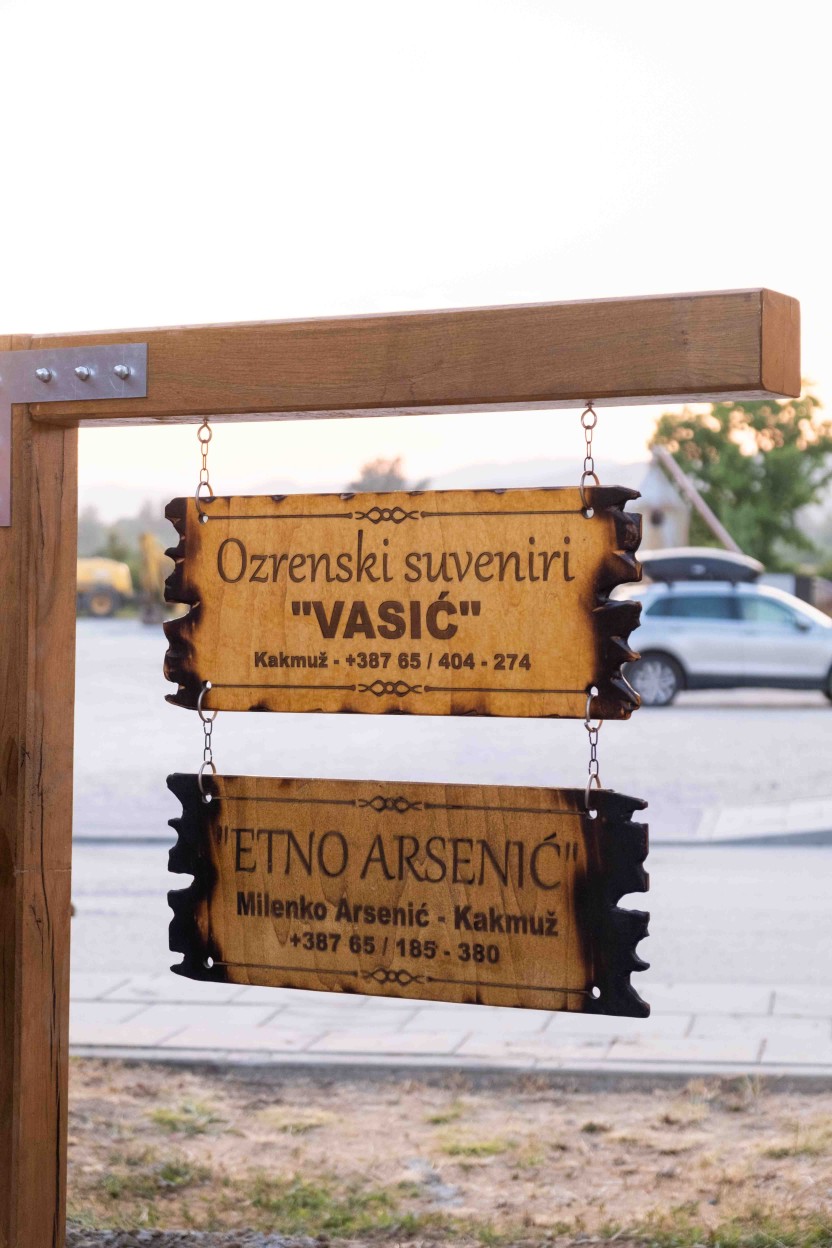 Ozrenski suveniri
"VASIĆ"
Kakmuž - +387 65 / 404 - 274
"ETNO ARSENIĆ"
Milenko Arsenić - Kakmuž
+387 65 / 185 - 380